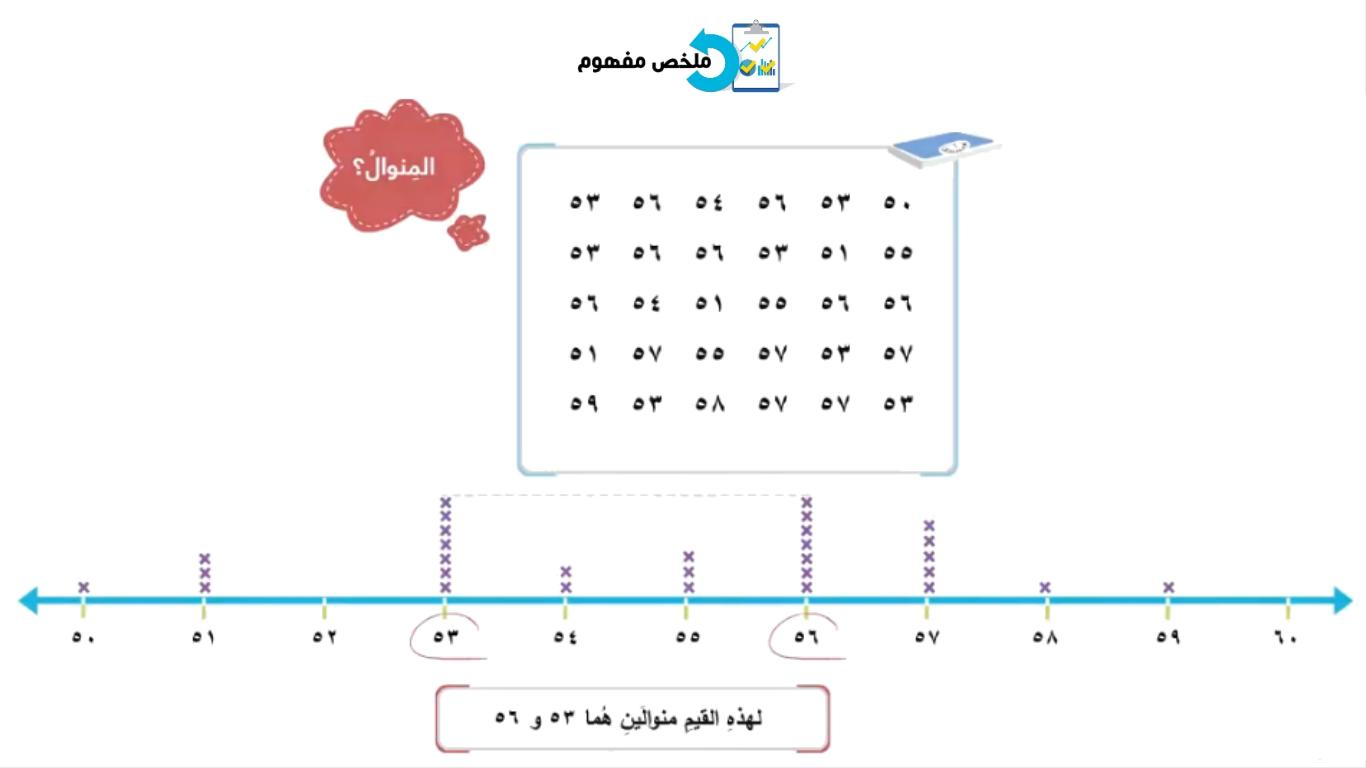 ملخص مفهوم
المِنوالُ؟
٥٠ ٥٣ ٥٦ ٥٤ ٥٦ ٥٣
٥٥ ٥١ ٥٣ ٥٦ ٥٦ ٥٣
٥٦ ٥٦ ٥٥ ٥١ ٥٤ ٥٦
٥٧ ٥٣ ٥٧ ٥٥ ٥٧ ٥١
٥٣ ٥٧ ٥٧ ٥٨ ٥٣ ٥٩
٥٠ ٥١ ٥٢ ٥٣ ٥٤ ٥٥ ٥٦ ٥٧ ٥٨ ٥٩ ٦٠
لهذهِ القيمِ منوالَينِ هُما ٥٣ و ٥٦